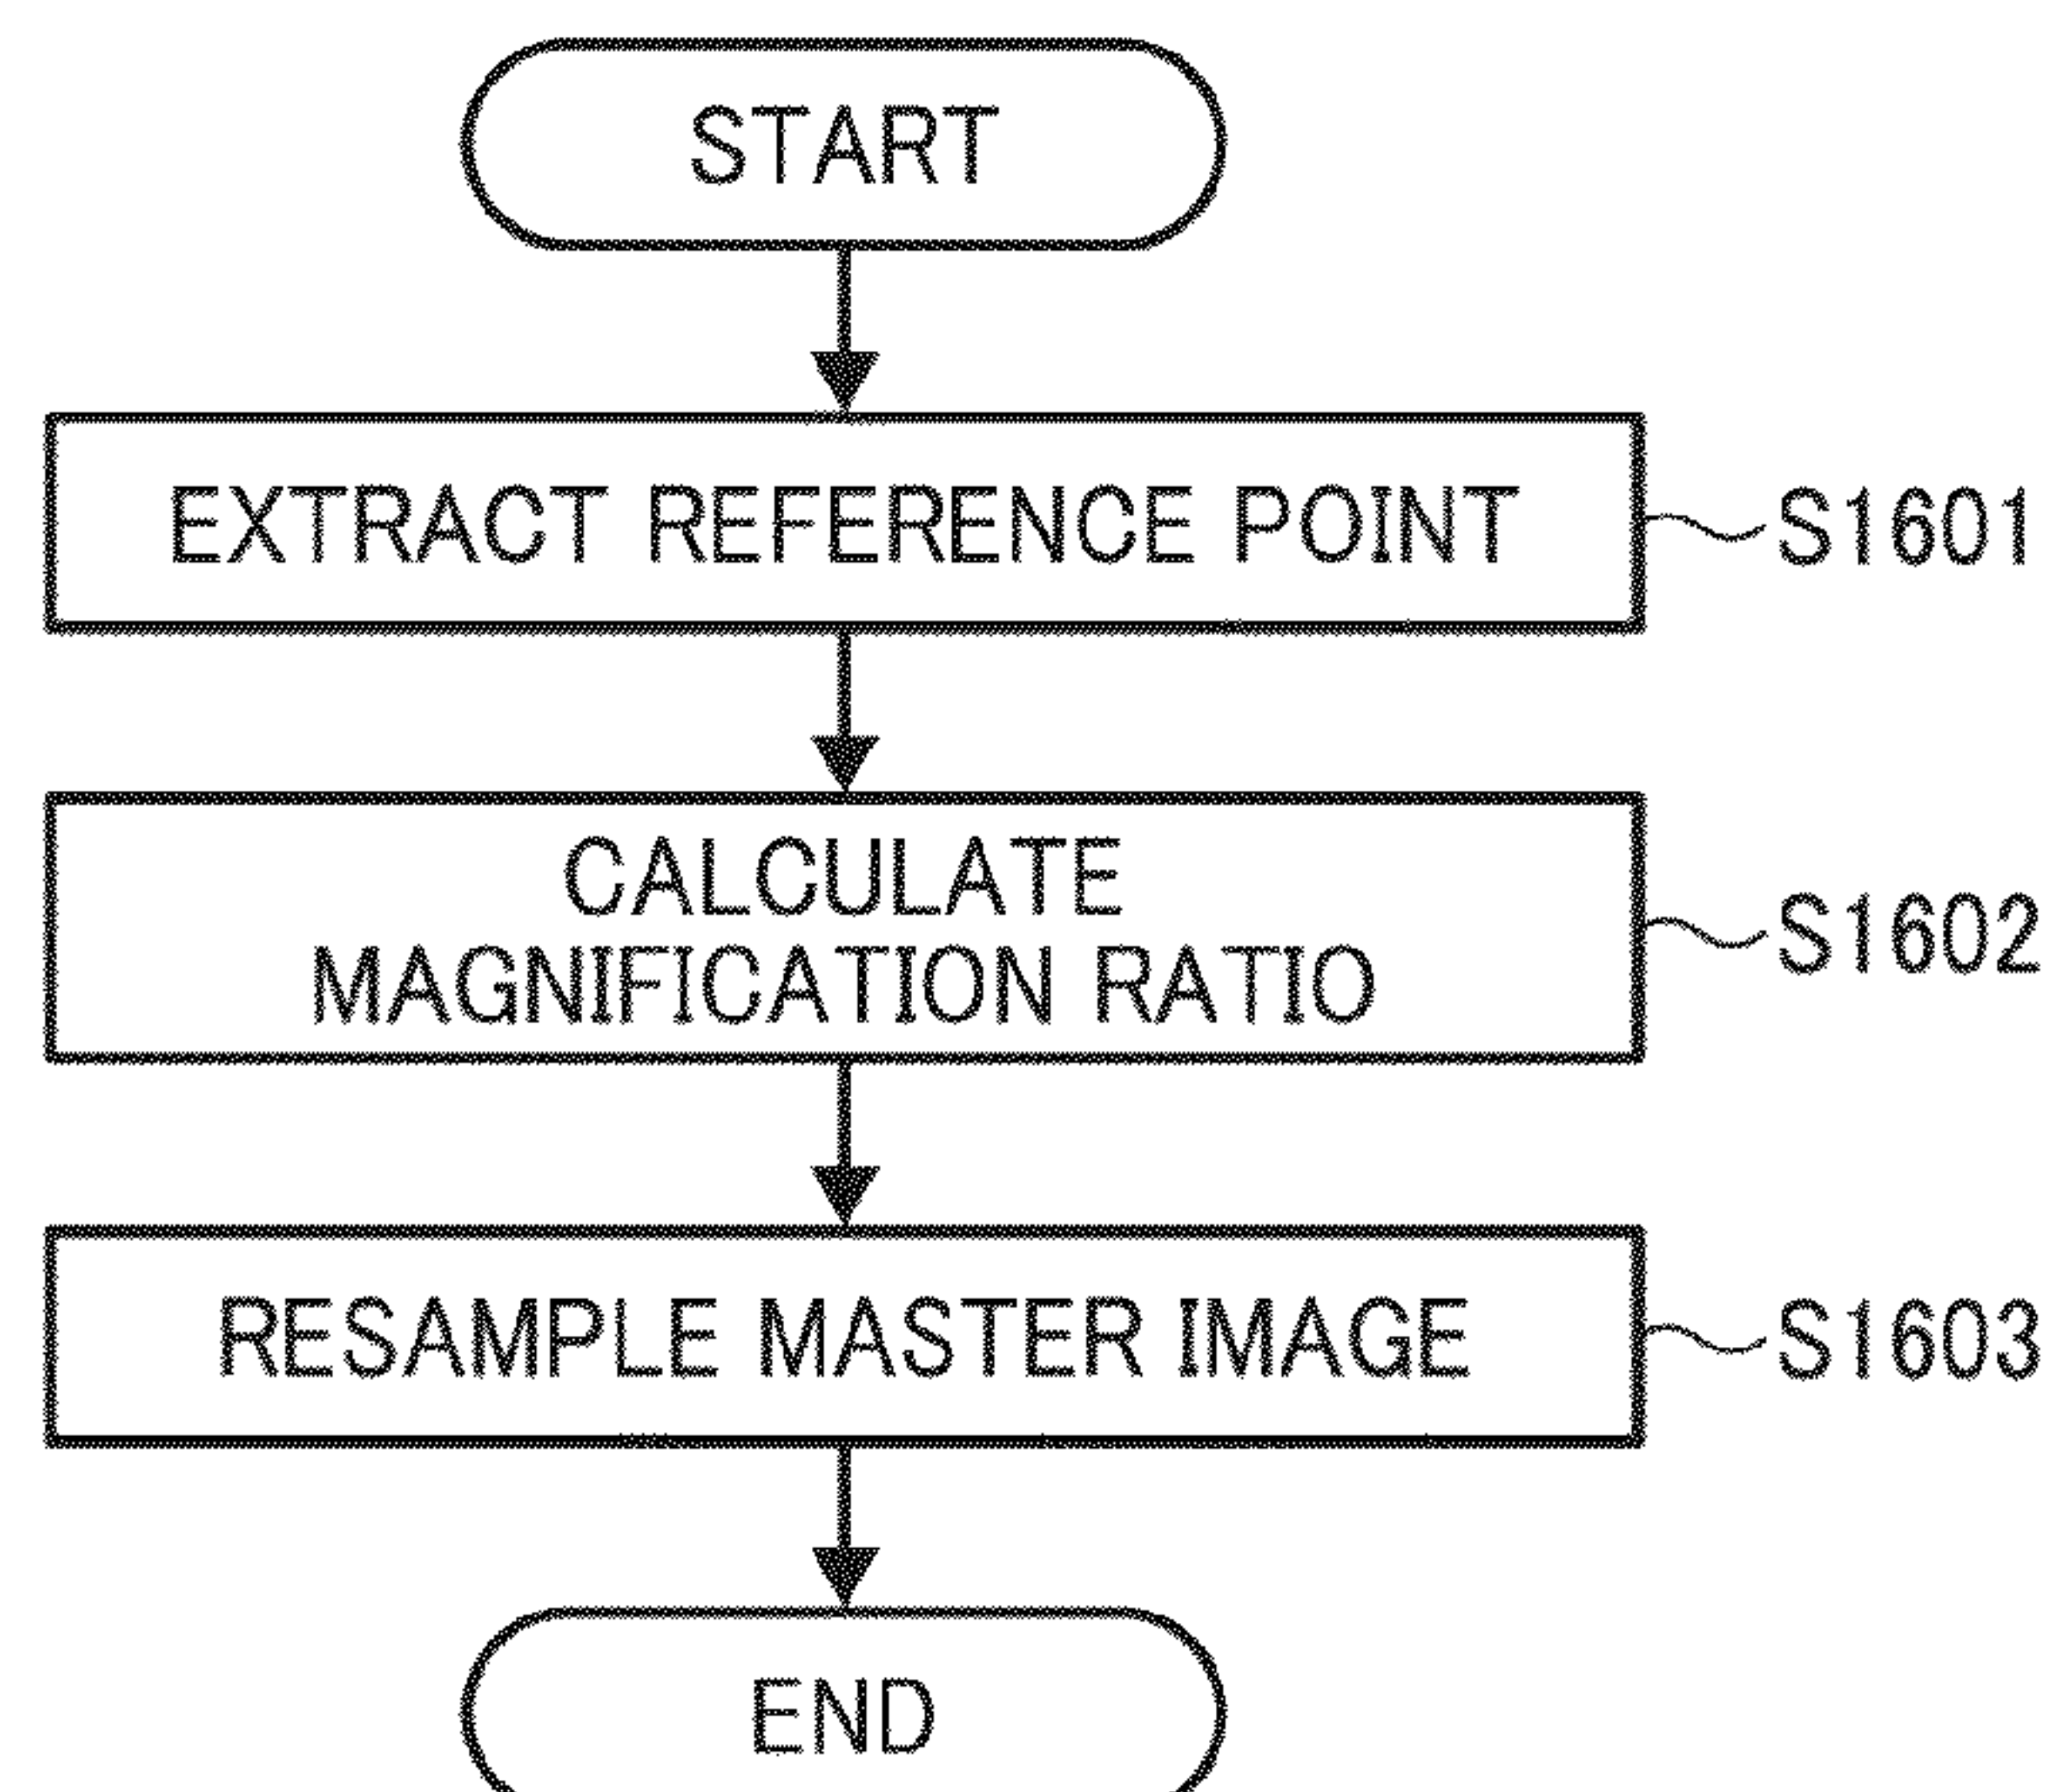 START
EXTRACT REFERENCE POINT
S1601
CALCULATE
MAGNIFICATION RATIO
S1602
RESAMPLE MASTER IMAGE
S1603
END